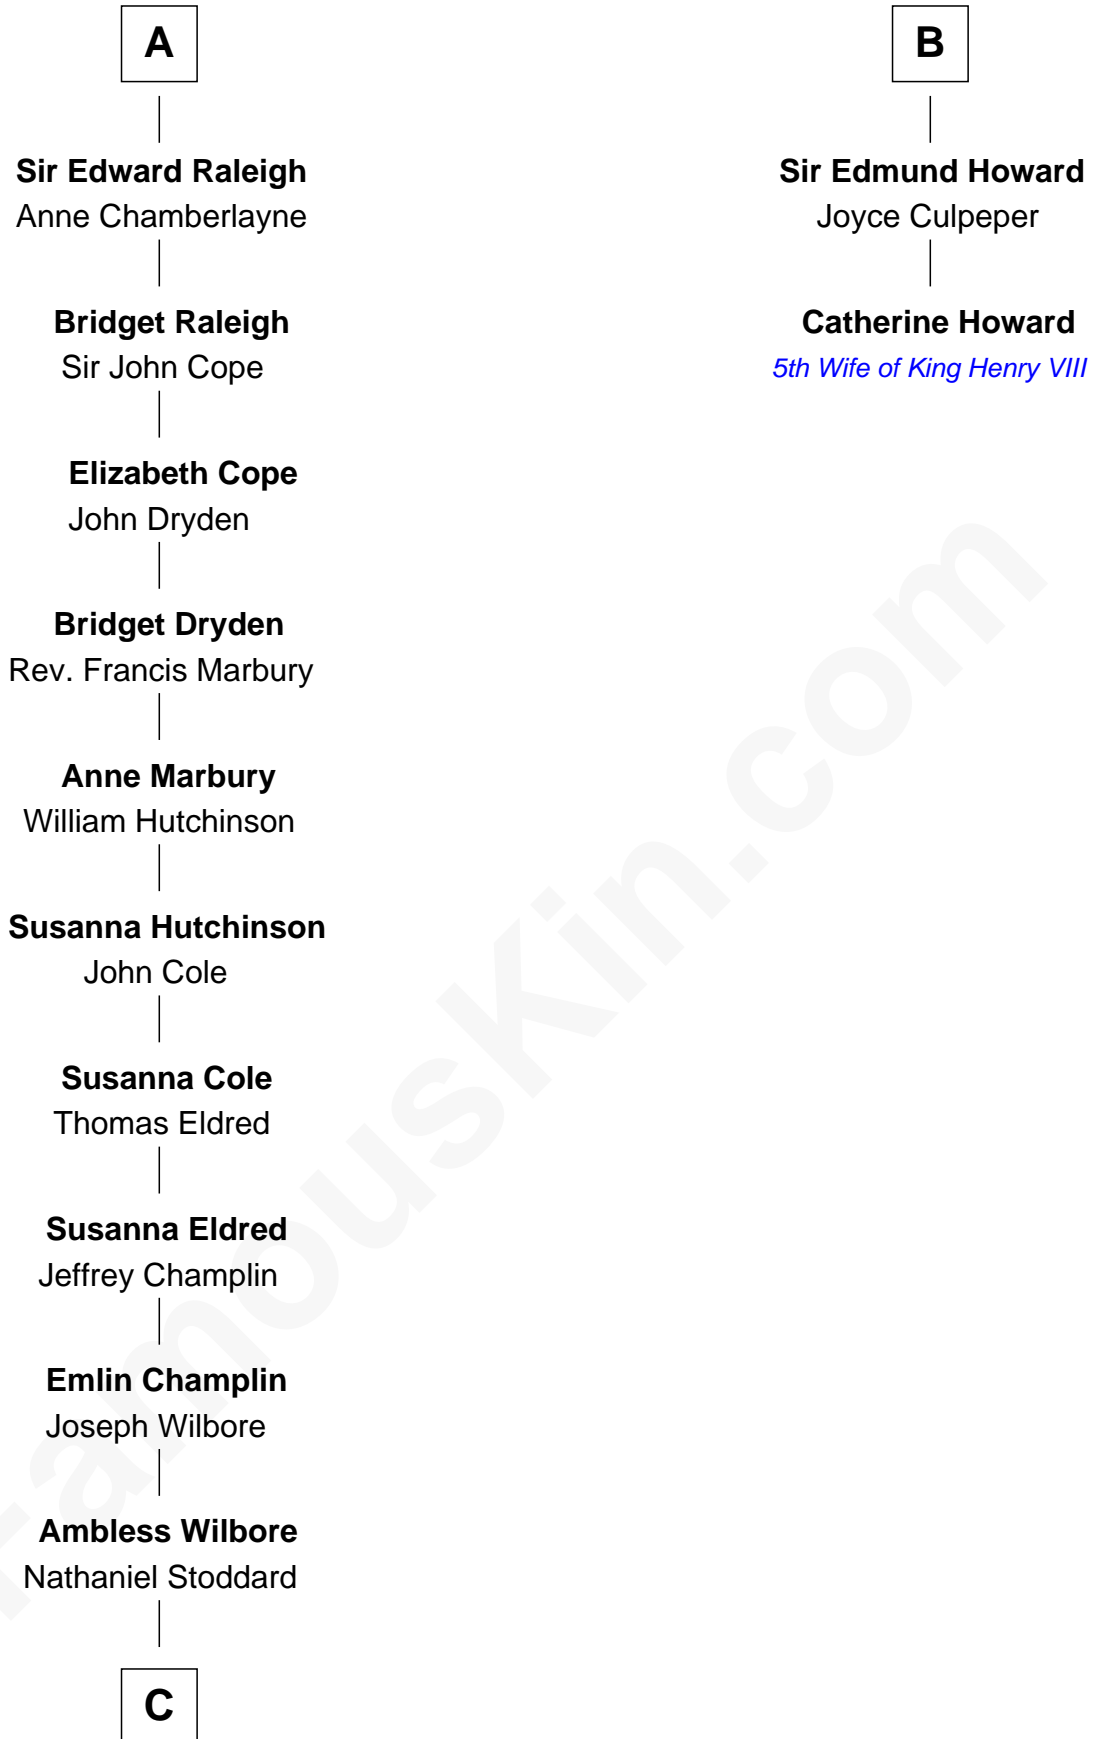 A
Sir Edward Raleigh
Anne Chamberlayne
Bridget Raleigh
Sir John Cope
Elizabeth Cope
John Dryden
Bridget Dryden
Rev. Francis Marbury
Anne Marbury
William Hutchinson
Susanna Hutchinson
John Cole
Susanna Cole
Thomas Eldred
Susanna Eldred
Jeffrey Champlin
Emlin Champlin
Joseph Wilbore
Ambless Wilbore
Nathaniel Stoddard
C
B
Sir Edmund Howard
Joyce Culpeper
Catherine Howard
5th Wife of King Henry VIII
FamousKin.com